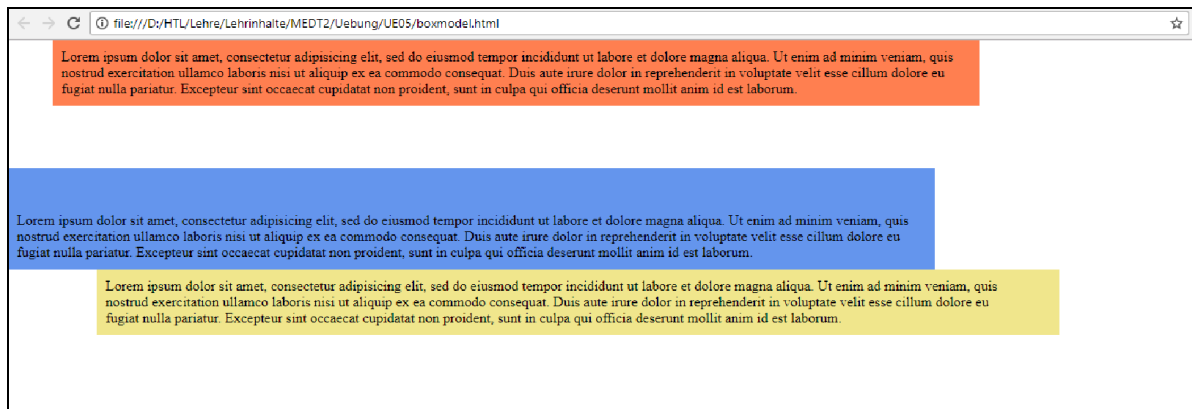 file:///D:/HTL/Lehre/Lehrinhalte/MEDT2/Uebung/UE05/boxmodel.html
Lorem ipsum dolor sit amet, consectetur adipisicing elit, sed do eiusmod tempor incididunt ut labore et dolore magna aliqua. Ut enim ad minim veniam, quis
nostrud exercitation ullamco laboris nisi ut aliquip ex ea commodo consequat. Duis aute irure dolor in reprehenderit in voluptate velit esse cillum dolore eu
fugiat nulla pariatur. Excepteur sint occaecat cupidatat non proident, sunt in culpa qui officia deserunt mollit anim id est laborum.
Lorem ipsum dolor sit amet, consectetur adipisicing elit, sed do eiusmod tempor incididunt ut labore et dolore magna aliqua. Ut enim ad minim veniam, quis
nostrud exercitation ullamco laboris nisi ut aliquip ex ea commodo consequat. Duis aute irure dolor in reprehenderit in voluptate velit esse cillum dolore eu
fugiat nulla pariatur. Excepteur sint occaecat cupidatat non proident, sunt in culpa qui officia deserunt mollit anim id est laborum.
Lorem ipsum dolor sit amet, consectetur adipisicing elit, sed do eiusmod tempor incididunt ut labore et dolore magna aliqua. Ut enim ad minim veniam, quis
nostrud exercitation ullamco laboris nisi ut aliquip ex ea commodo consequat. Duis aute irure dolor in reprehenderit in voluptate velit esse cillum dolore eu
fugiat nulla pariatur. Excepteur sint occaecat cupidatat non proident, sunt in culpa qui officia deserunt mollit anim id est laborum.